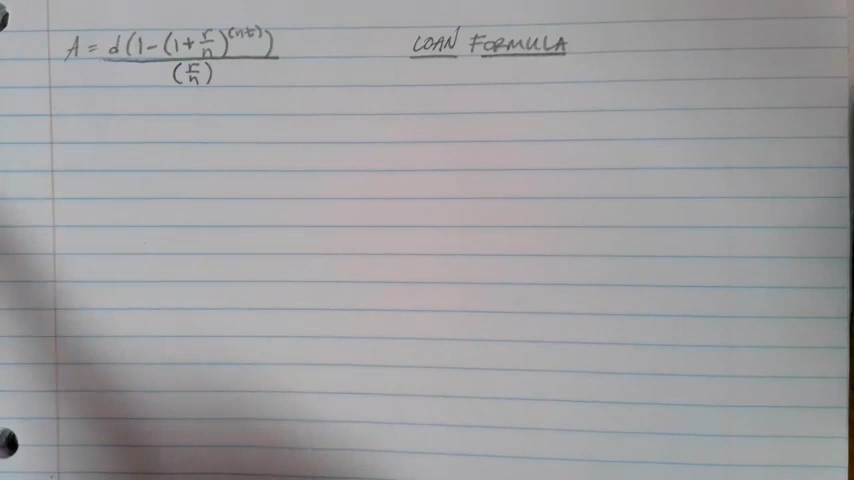 A = d(1-(1+r/n)^(nt))/(r/n)
LOAN FORMULA